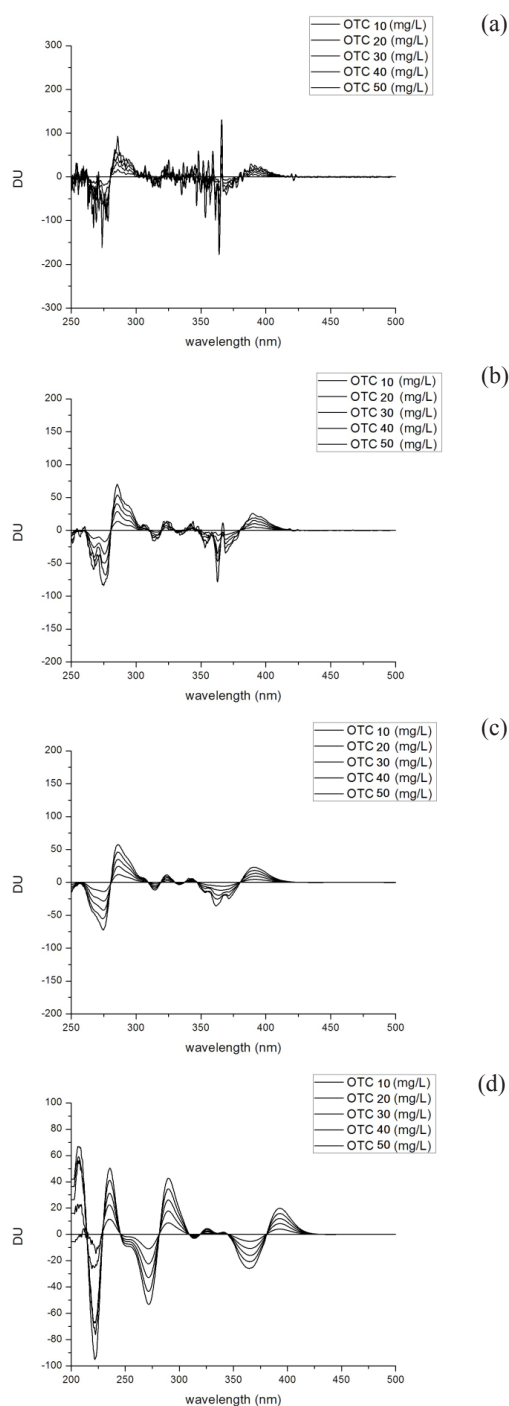 (a)
OTC 10 (mg/L)
OTC 20 (mg/L)
OTC 30 (mg/L)
OTC 40 (mg/L)
OTC 50 (mg/L)
300
200
100
0
-100
-200
-300
DU
250 300 350 400 450 500
wavelength (nm)
(b)
OTC 10 (mg/L)
OTC 20 (mg/L)
OTC 30 (mg/L)
OTC 40 (mg/L)
OTC 50 (mg/L)
200
150
100
50
0
-50
-100
-150
-200
DU
250 300 350 400 450 500
wavelength (nm)
(c)
OTC 10 (mg/L)
OTC 20 (mg/L)
OTC 30 (mg/L)
OTC 40 (mg/L)
OTC 50 (mg/L)
200
150
100
50
0
-50
-100
-150
-200
DU
250 300 350 400 450 500
wavelength (nm)
(d)
OTC 10 (mg/L)
OTC 20 (mg/L)
OTC 30 (mg/L)
OTC 40 (mg/L)
OTC 50 (mg/L)
100
80
60
40
20
0
-20
-40
-60
-80
-100
DU
200 250 300 350 400 450 500
wavelength (nm)